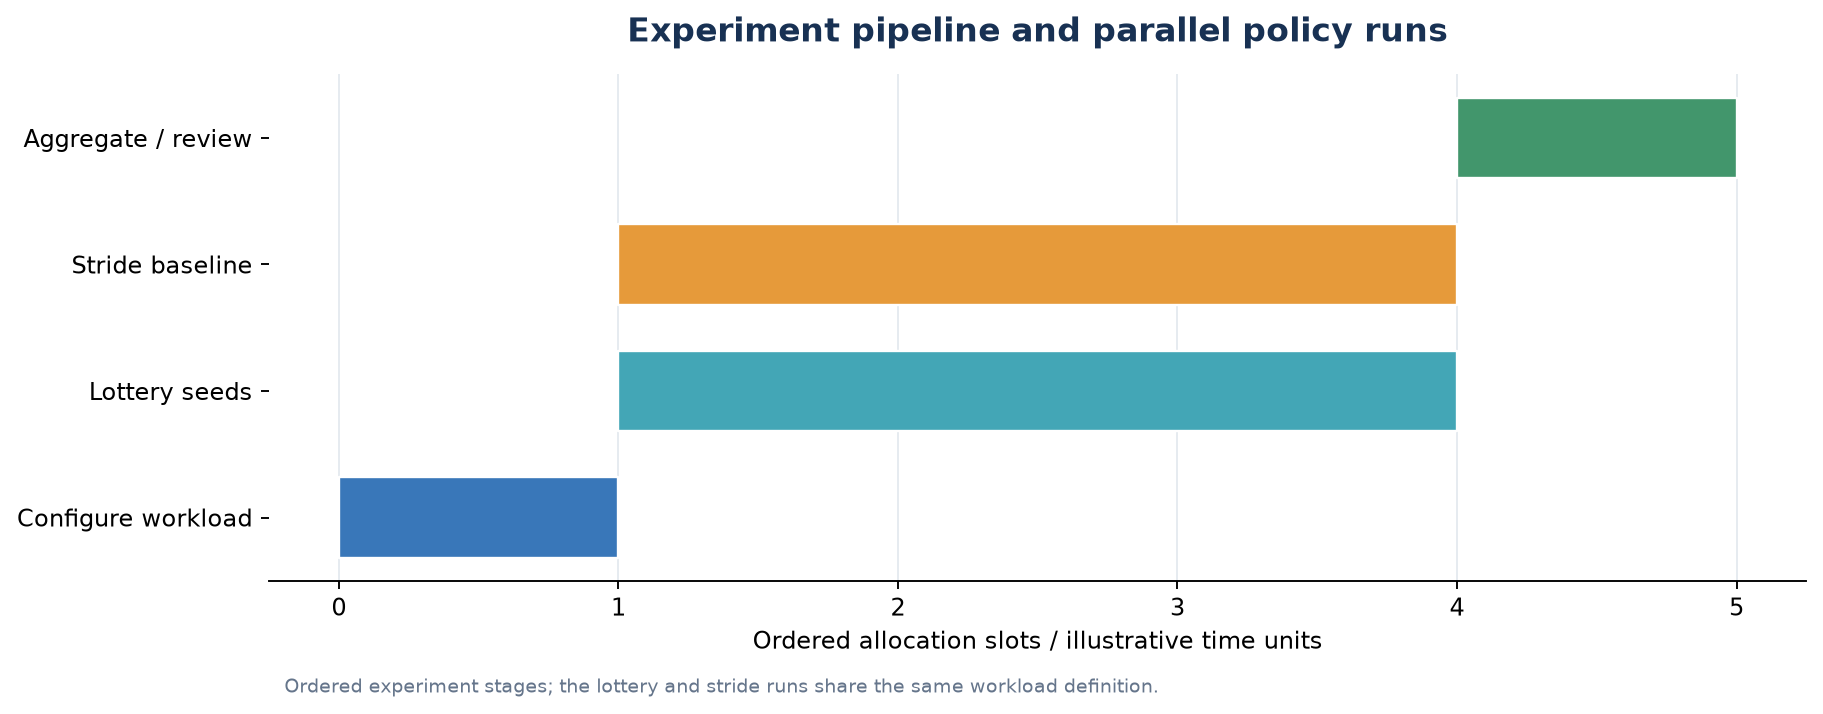 Experiment pipeline and parallel policy runs
Aggregate / review
Stride baseline
Lottery seeds
Configure workload
0 1 2 3 4 5
Ordered allocation slots / illustrative time units
Ordered experiment stages; the lottery and stride runs share the same workload definition.